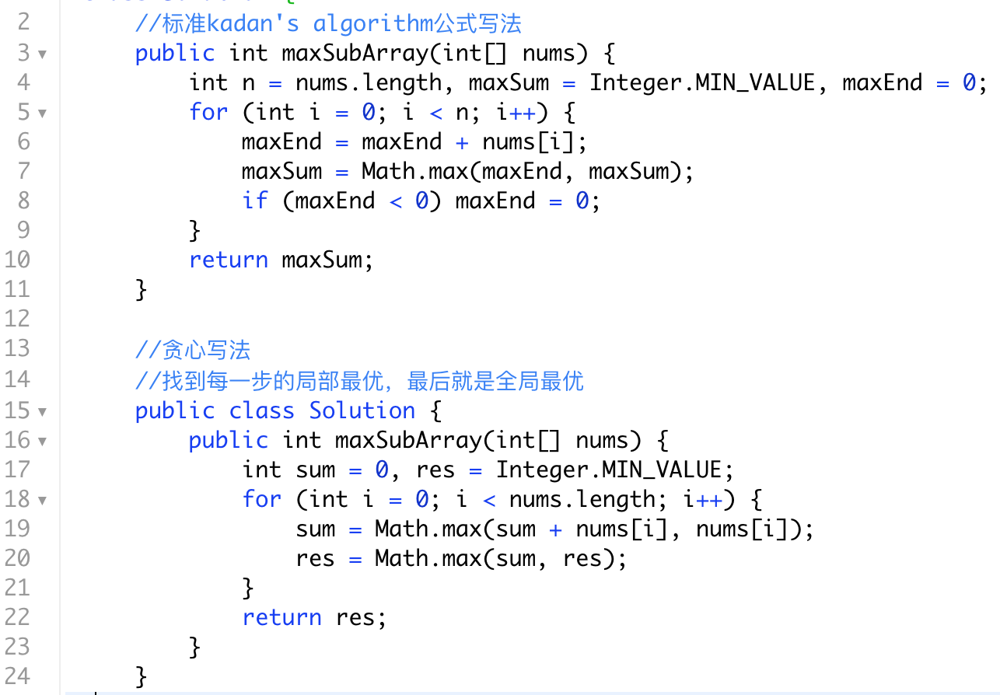 2 //标准kadan's algorithm公式写法
3 public int maxSubArray(int[] nums) {
4 int n = nums.length, maxSum = Integer.MIN_VALUE, maxEnd = 0;
5 for (int i = 0; i < n; i++) {
6 maxEnd = maxEnd + nums[i];
7 maxSum = Math.max(maxEnd, maxSum);
8 if (maxEnd < 0) maxEnd = 0;
9 }
10 return maxSum;
11 }
12
13 //贪心写法
14 //找到每一步的局部最优，最后就是全局最优
15 public class Solution {
16 public int maxSubArray(int[] nums) {
17 int sum = 0, res = Integer.MIN_VALUE;
18 for (int i = 0; i < nums.length; i++) {
19 sum = Math.max(sum + nums[i], nums[i]);
20 res = Math.max(sum, res);
21 }
22 return res;
23 }
24 }